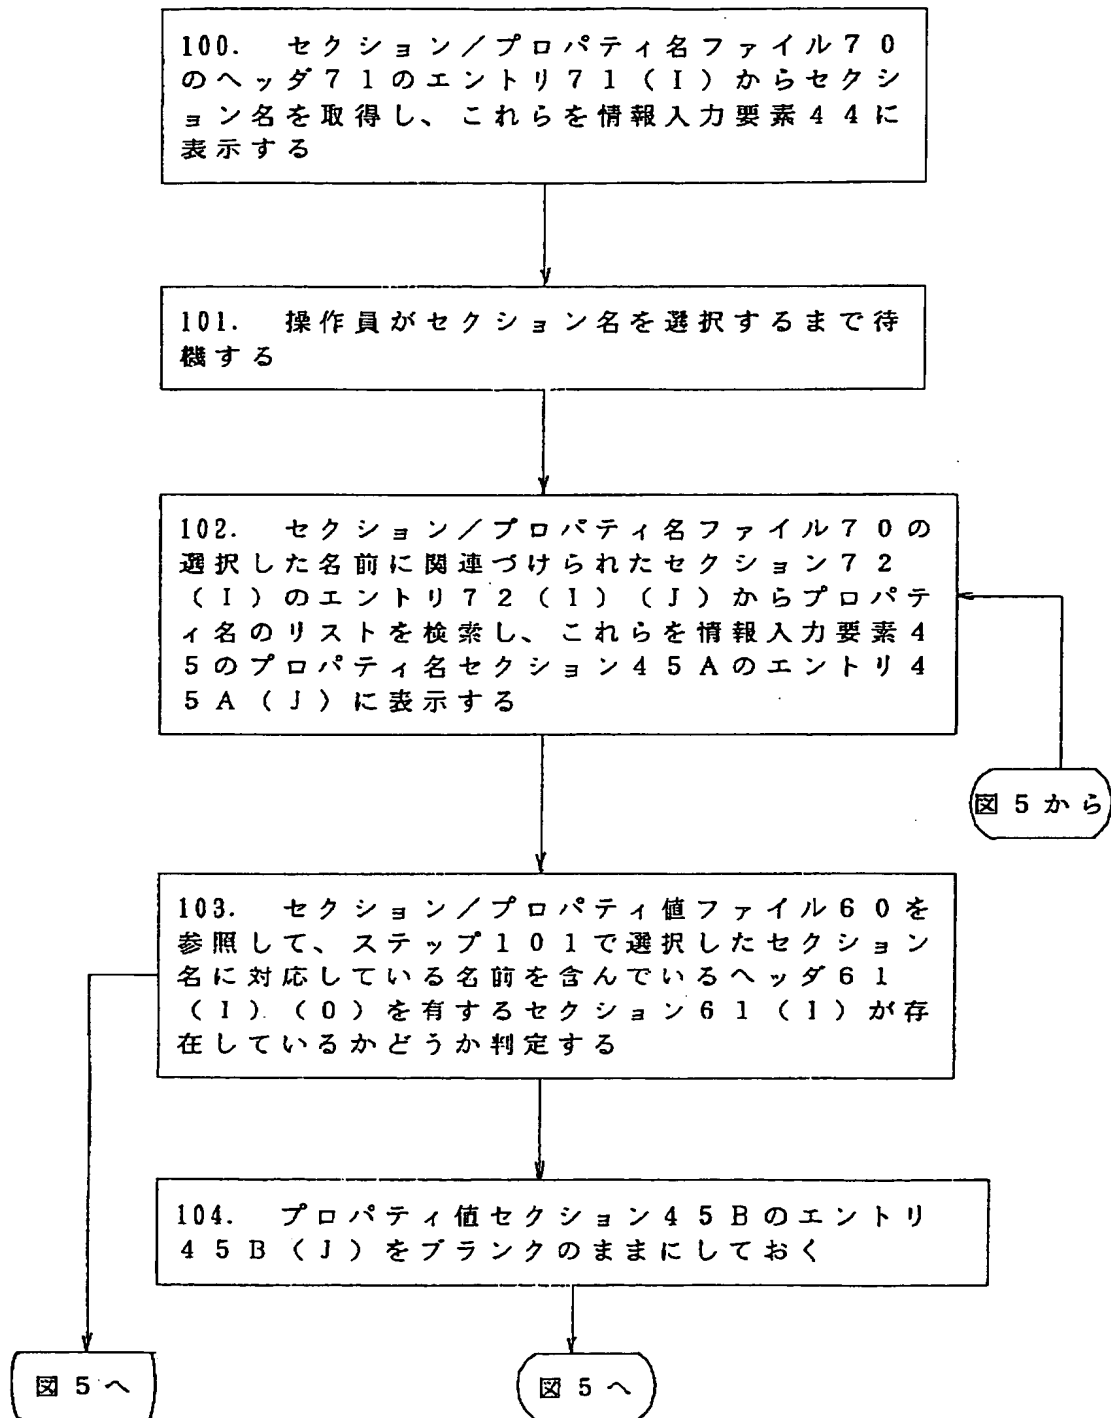 100. セクション／プロパティ名ファイル70
のヘッダ71のエントリ71(I)からセクシ
ョン名を取得し、これらを情報入力要素44に
表示する
101. 操作員がセクション名を選択するまで待
機する
102. セクション／プロパティ名ファイル70の
選択した名前に関連づけられたセクション72
(I)のエントリ72(I)(J)からプロパテ
ィ名のリストを検索し、これらを情報入力要素4
5のプロパティ名セクション45Aのエントリ4
5A(J)に表示する
図5から
103. セクション／プロパティ値ファイル60を
参照して、ステップ101で選択したセクション
名に対応している名前を含んでいるヘッダ61
(I)(0)を有するセクション61(I)が存
在しているかどうか判定する
104. プロパティ値セクション45Bのエントリ
45B(J)をブランクのままにしておく
図5へ
図5へ